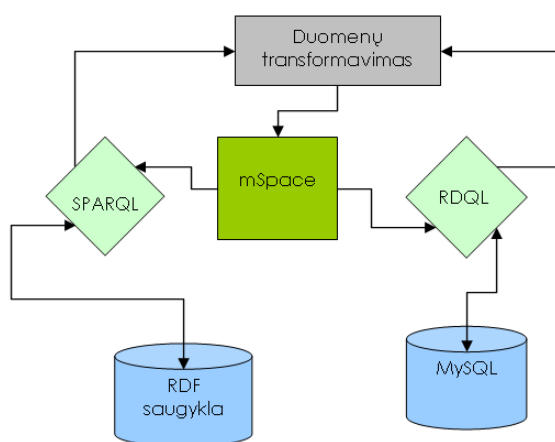 Duomenų
transformavimas
mSpace
SPARQL
RDQL
RDF
saugykla
MySQL